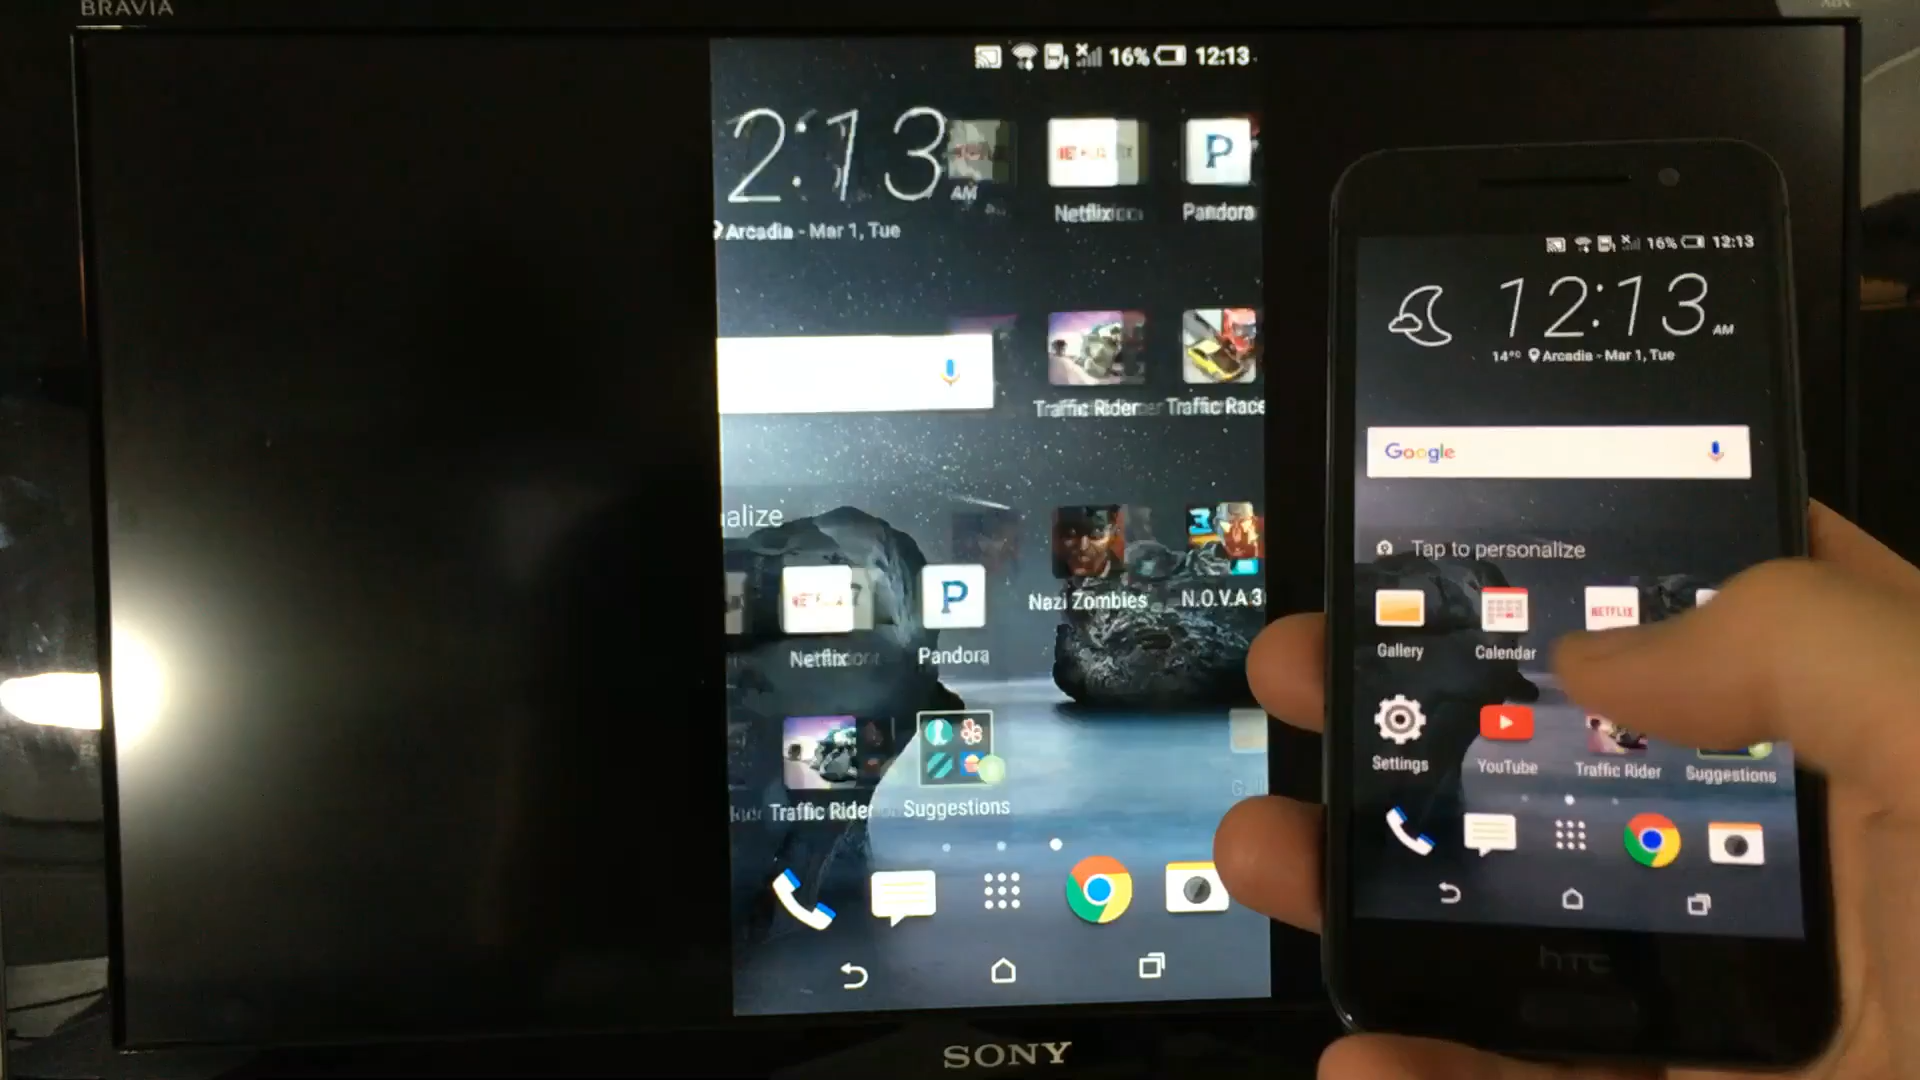 BRAVIA
16% 12:13
2:13
AM
Arcadia - Mar 1, Tue
Netflix
Pandora
Traffic Rider
Traffic Race
alize
Nazi Zombies
N.O.V.A 3
NETFLIX
Netflix
Pandora
Traffic Rider
Suggestions
SONY
16% 12:13
12:13 AM
14°C Arcadia - Mar 1, Tue
Google
Tap to personalize
NETFLIX
Gallery
Calendar
Settings
YouTube
Traffic Rider
Suggestions
hTC